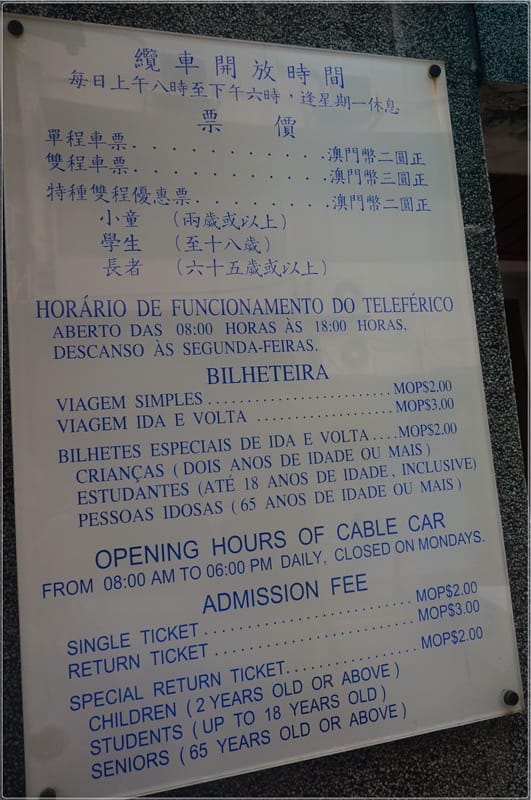 纜車開放時間
每日上午八時至下午六時，逢星期一休息
票 價
單程車票. . . . . . . . . . . . .澳門幣二圓正
雙程車票. . . . . . . . . . . . .澳門幣三圓正
特種雙程優惠票. . . . . . . . .澳門幣二圓正
小童 （兩歲或以上）
學生 （至十八歲）
長者 （六十五歲或以上）
HORÁRIO DE FUNCIONAMENTO DO TELEFÉRICO
ABERTO DAS 08:00 HORAS ÀS 18:00 HORAS,
DESCANSO ÀS SEGUNDA-FEIRAS.
BILHETEIRA
VIAGEM SIMPLES..........................MOP$2.00
VIAGEM IDA E VOLTA ...................MOP$3.00
BILHETES ESPECIAIS DE IDA E VOLTA....MOP$2.00
CRIANÇAS ( DOIS ANOS DE IDADE OU MAIS )
ESTUDANTES (ATÉ 18 ANOS DE IDADE , INCLUSIVE)
PESSOAS IDOSAS ( 65 ANOS DE IDADE OU MAIS )
OPENING HOURS OF CABLE CAR
FROM 08:00 AM TO 06:00 PM DAILY, CLOSED ON MONDAYS.
ADMISSION FEE
SINGLE TICKET..........................MOP$2.00
RETURN TICKET .........................MOP$3.00
SPECIAL RETURN TICKET................MOP$2.00
CHILDREN ( 2 YEARS OLD OR ABOVE )
STUDENTS ( UP TO 18 YEARS OLD )
SENIORS ( 65 YEARS OLD OR ABOVE )